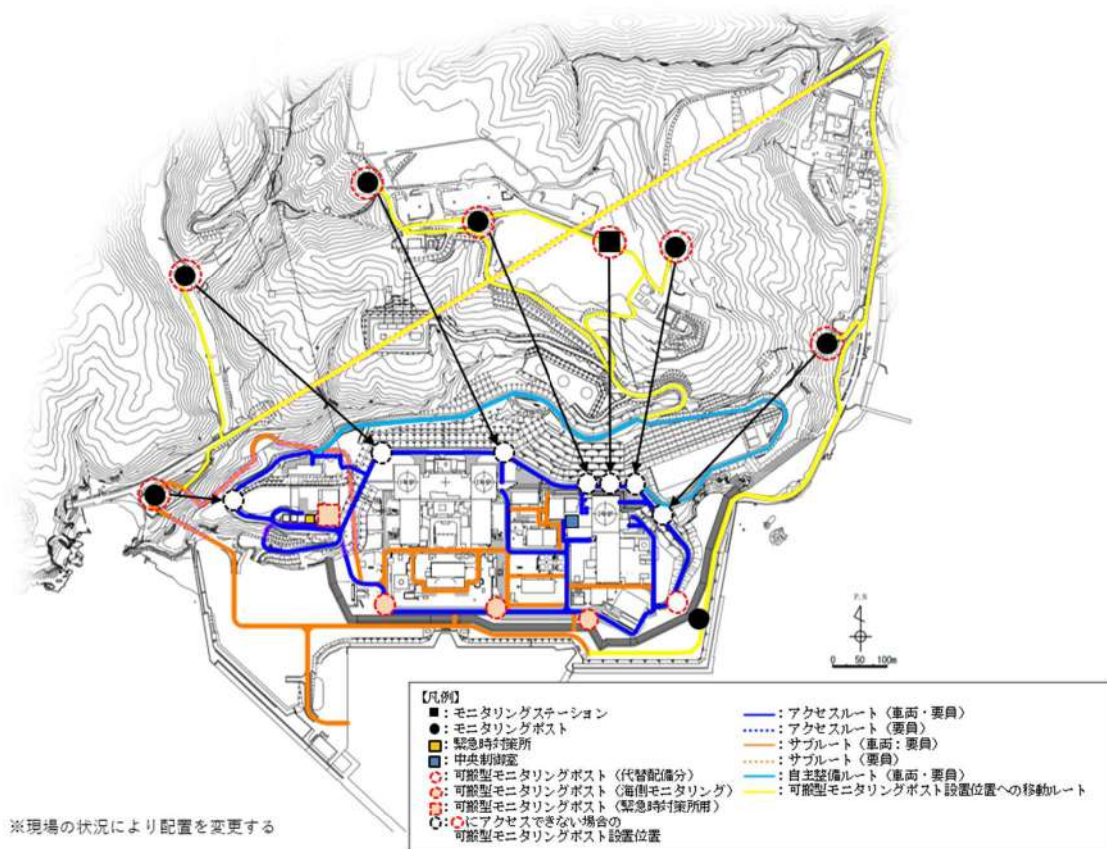 P.N
0 50 100m
【凡例】
■：モニタリングステーション
●：モニタリングポスト
：緊急時対策所
：中央制御室
：可搬型モニタリングポスト（代替配備分）
：可搬型モニタリングポスト（海側モニタリング）
：可搬型モニタリングポスト（緊急時対策所用）
：にアクセスできない場合の
可搬型モニタリングポスト設置位置
：アクセスルート（車両・要員）
：アクセスルート（要員）
：サブルート（車両：要員）
：サブルート（要員）
：自主整備ルート（車両・要員）
：可搬型モニタリングポスト設置位置への移動ルート
※現場の状況により配置を変更する